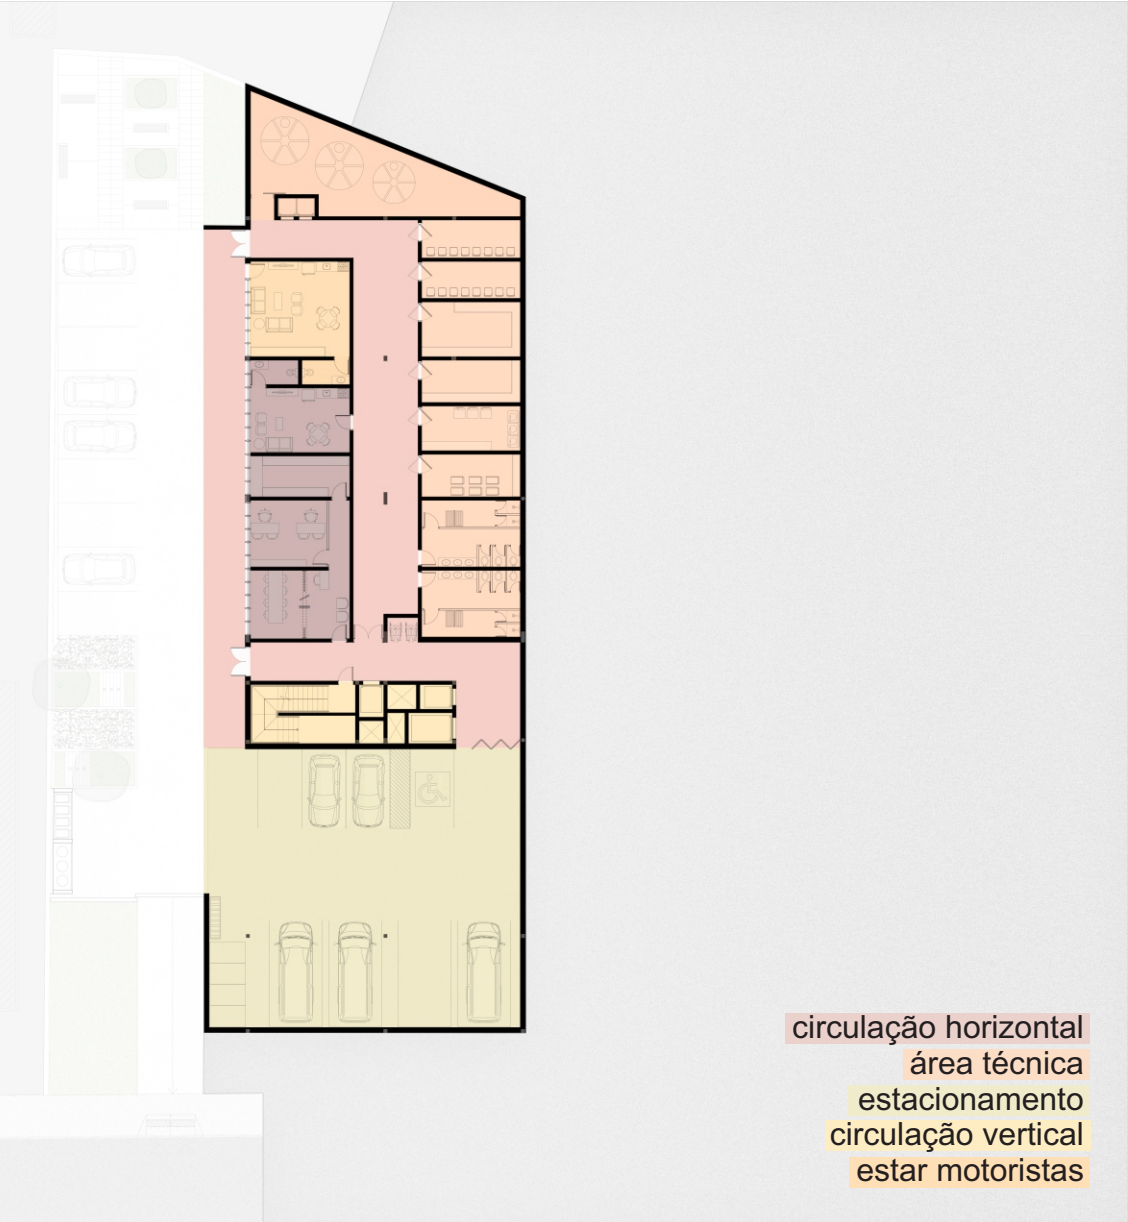 circulação horizontal
área técnica
estacionamento
circulação vertical
estar motoristas